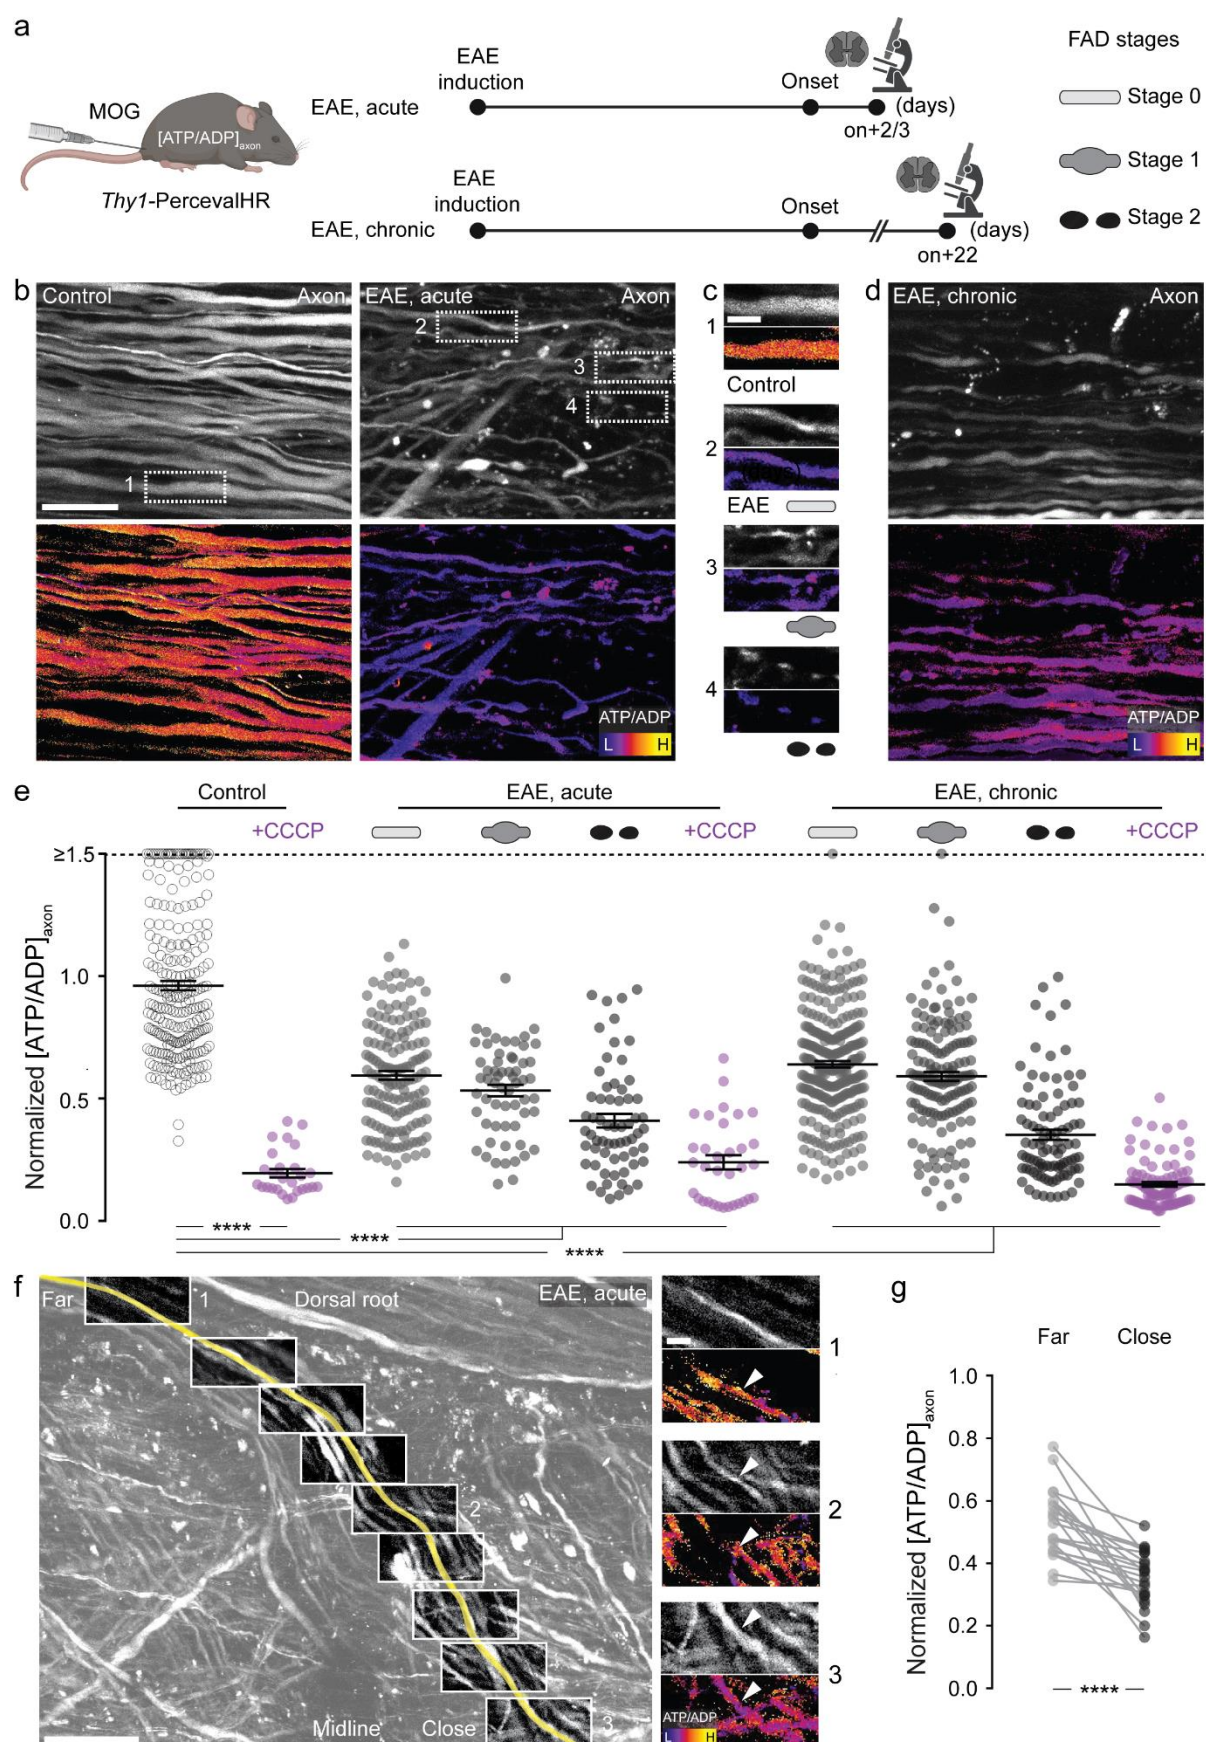 a
MOG
[ATP/ADP]axon
Thy1-PercevalHR
EAE, acute
EAE
induction
Onset
(days)
on+2/3
EAE, chronic
EAE
induction
Onset
(days)
on+22
FAD stages
Stage 0
Stage 1
Stage 2
b
Control
Axon
1
EAE, acute
Axon
2
3
4
ATP/ADP
L
H
c
1
Control
2
EAE
3
4
d
EAE, chronic
Axon
ATP/ADP
L
H
e
Control
EAE, acute
EAE, chronic
+CCCP
+CCCP
+CCCP
≥1.5
1.0
0.5
0.0
Normalized [ATP/ADP]axon
****
****
****
f
Far
1
Dorsal root
EAE, acute
2
Midline
Close
3
1
2
3
ATP/ADP
L
H
g
Far
Close
1.0
0.8
0.6
0.4
0.2
0.0
Normalized [ATP/ADP]axon
****